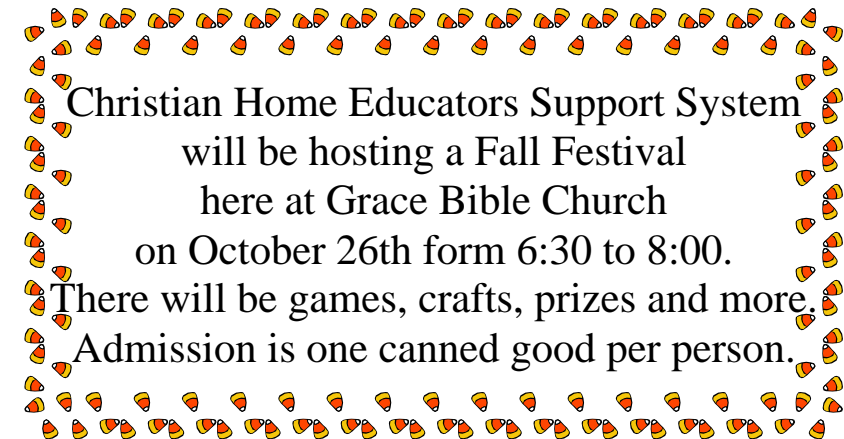 Christian Home Educators Support System
will be hosting a Fall Festival
here at Grace Bible Church
on October 26th form 6:30 to 8:00.
There will be games, crafts, prizes and more.
Admission is one canned good per person.